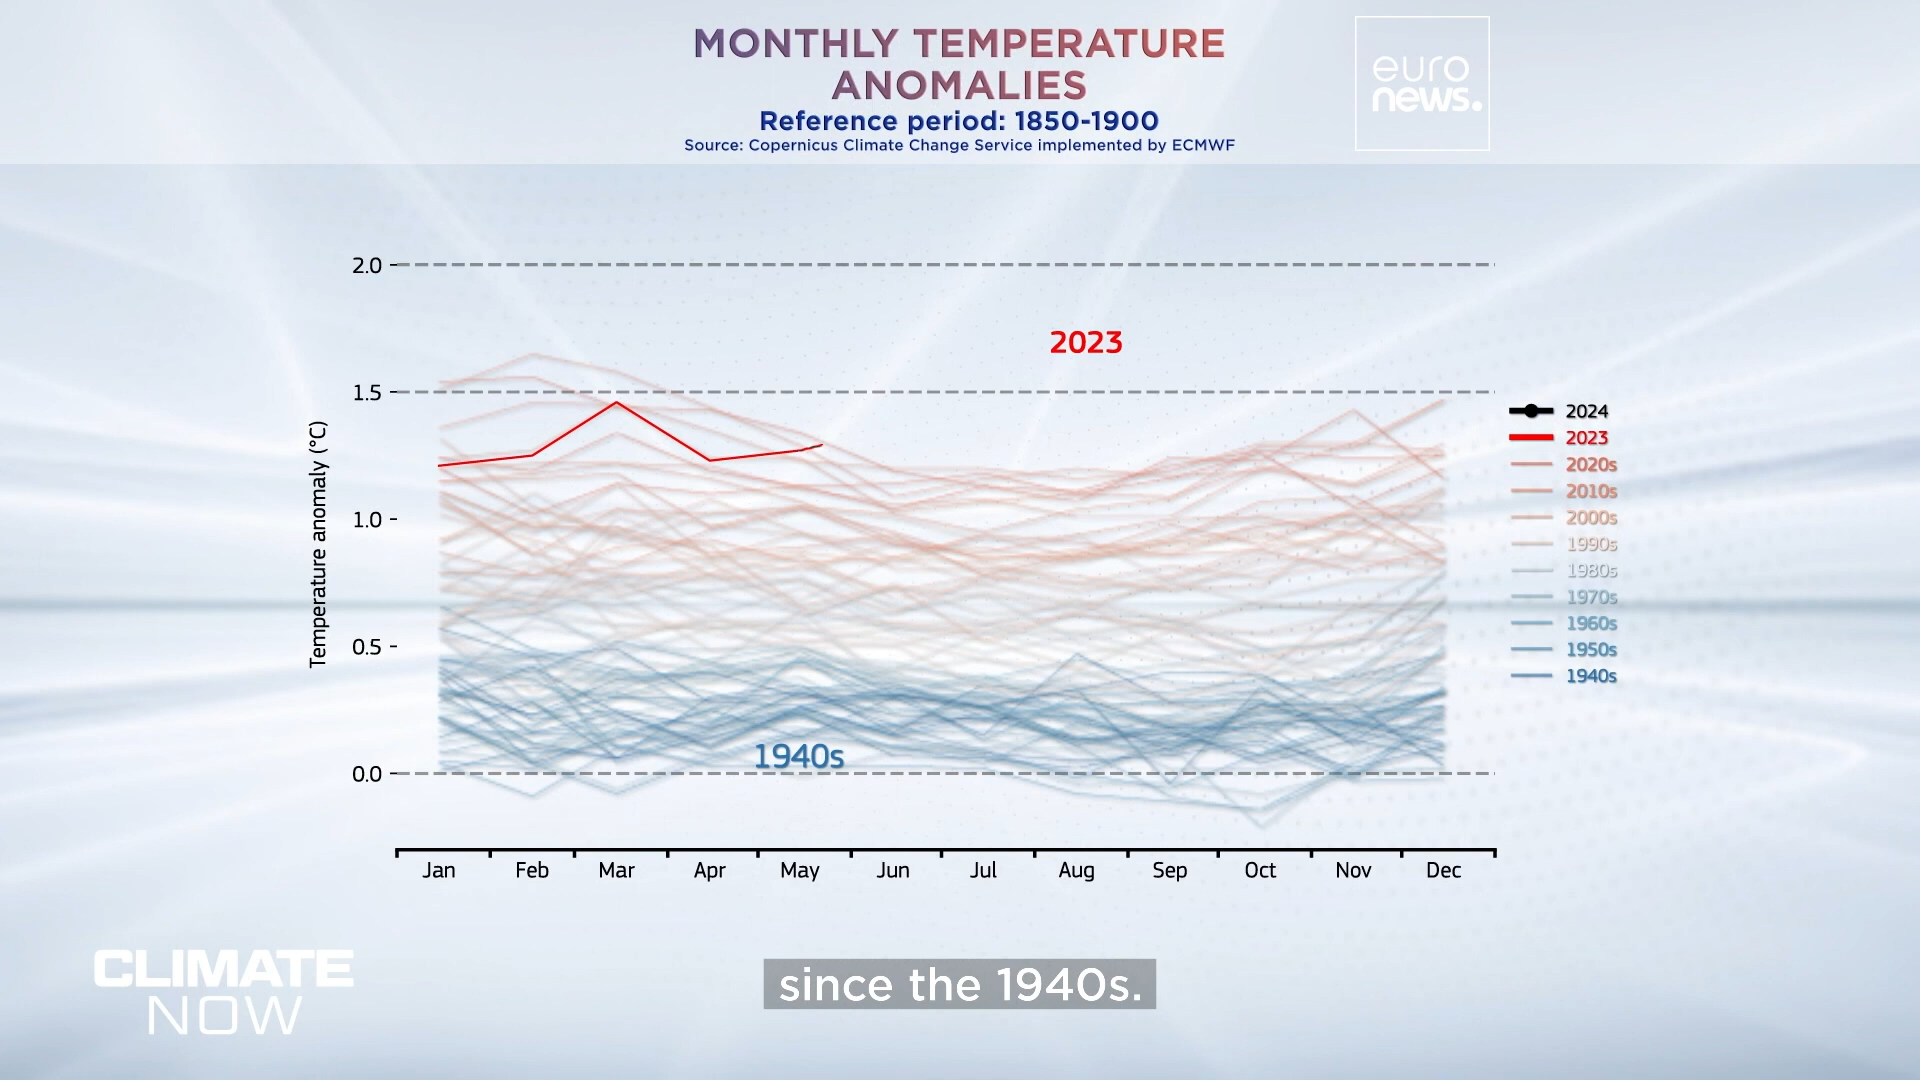 MONTHLY TEMPERATURE
ANOMALIES
Reference period: 1850-1900
Source: Copernicus Climate Change Service implemented by ECMWF
euro
news.
2.0
2023
1.5
1.0
0.5
0.0
Temperature anomaly (°C)
1940s
2024
2023
2020s
2010s
2000s
1990s
1980s
1970s
1960s
1950s
1940s
Jan Feb Mar Apr May Jun Jul Aug Sep Oct Nov Dec
CLIMATE
NOW
since the 1940s.